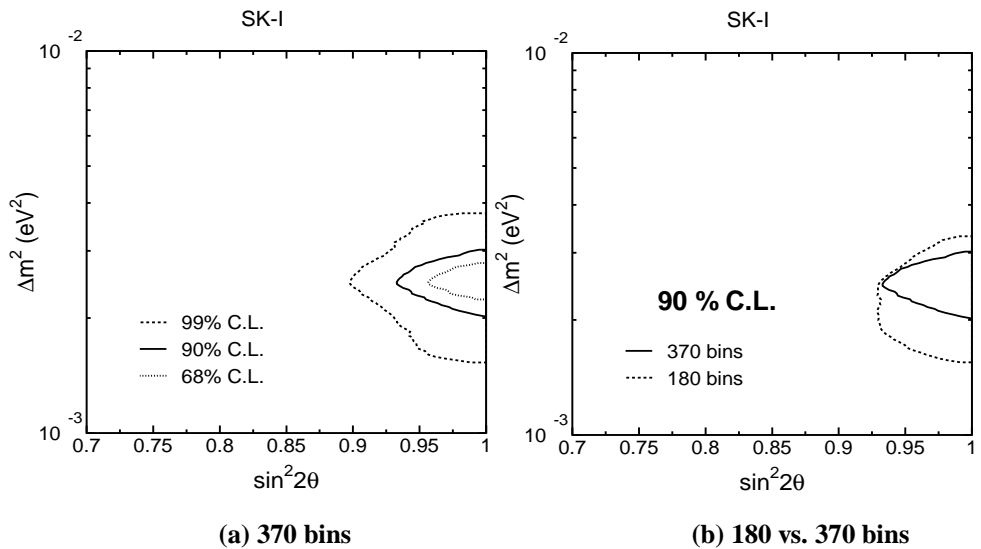 SK-I
10 -2
Δm2 (eV2)
99% C.L.
90% C.L.
68% C.L.
10 -3
0.7 0.75 0.8 0.85 0.9 0.95 1
sin22θ
(a) 370 bins
SK-I
10 -2
Δm2 (eV2)
90 % C.L.
370 bins
180 bins
10 -3
0.7 0.75 0.8 0.85 0.9 0.95 1
sin22θ
(b) 180 vs. 370 bins